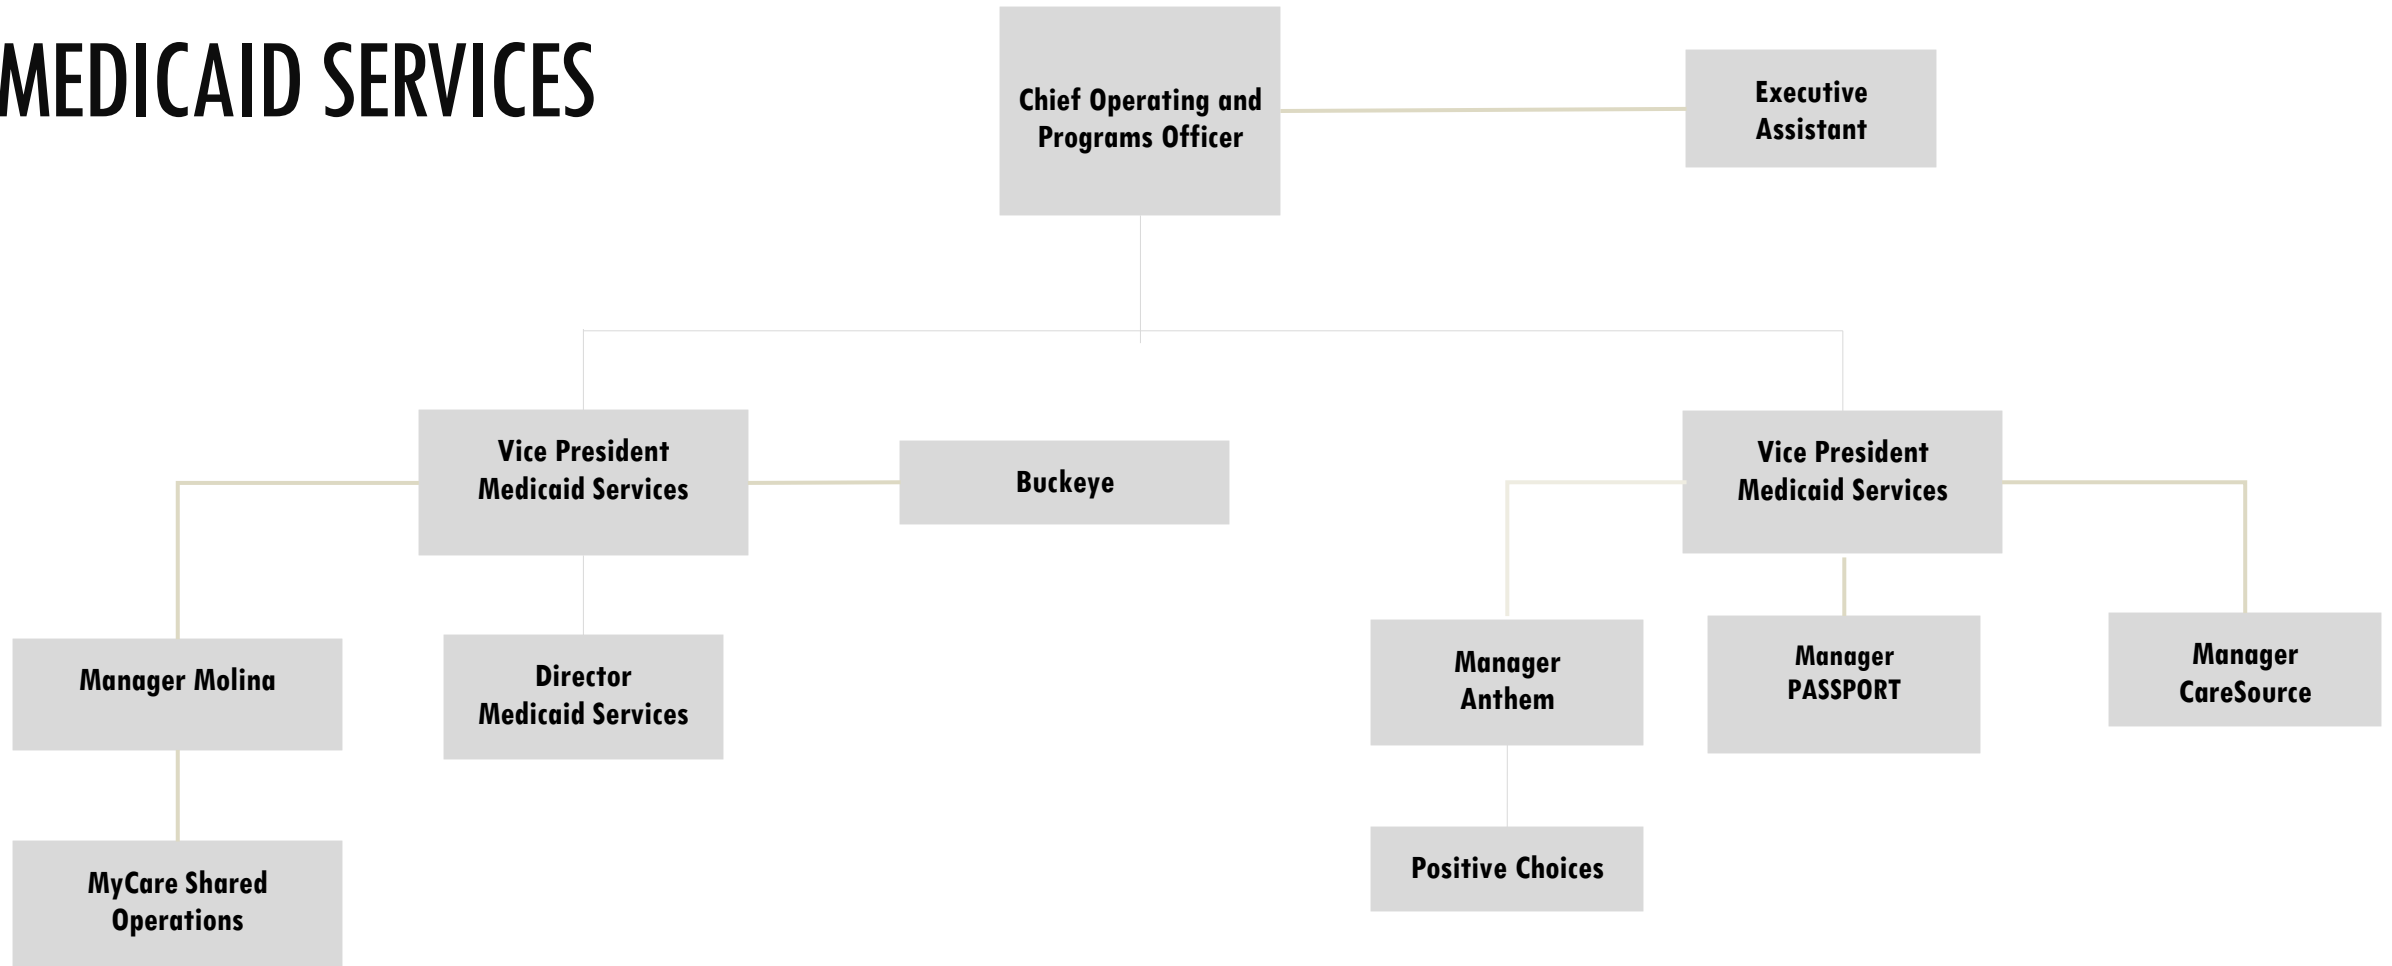 MEDICAID SERVICES
Chief Operating and
Programs Officer
Executive
Assistant
Vice President
Medicaid Services
Buckeye
Vice President
Medicaid Services
Manager Molina
Director
Medicaid Services
Manager
Anthem
Manager
PASSPORT
Manager
CareSource
MyCare Shared
Operations
Positive Choices